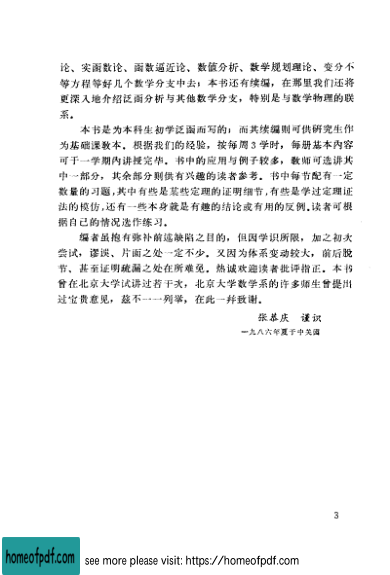 论、实函数论、函数逼近论、数值分析、数学规划理论、变分不
等方程等好几个数学分支中去；本书还有续编，在那里我们还将
更深入地介绍泛函分析与其他数学分支，特别是与数学物理的联
系。
本书是为本科生初学泛函而写的；而其续编则可供研究生作
为基础课教本。根据我们的经验，按每周3学时，每册基本内容
可于一学期内讲授完毕。书中的应用与例子较多，教师可选讲其
中一部分，其余部分则供有兴趣的读者参考。书中每节配有一定
数量的习题，其中有些是某些定理的证明细节，有些是学过定理证
法的模仿，还有一些本身就是有趣的结论或有用的反例。读者可根
据自己的情况选作练习。
编者虽抱有弥补前述缺陷之目的，但因学识所限，加之初次
尝试，谬误、片面之处一定不少。又因为体系变动较大，前后脱
节、甚至证明疏漏之处在所难免。热诚欢迎读者批评指正。本书
曾在北京大学试讲过若干次，北京大学数学系的许多师生曾提出
过宝贵意见，兹不一一列举，在此一并致谢。
张恭庆 谨识
一九八六年夏于中关园
3
homeofpdf.com
see more please visit: https://homeofpdf.com